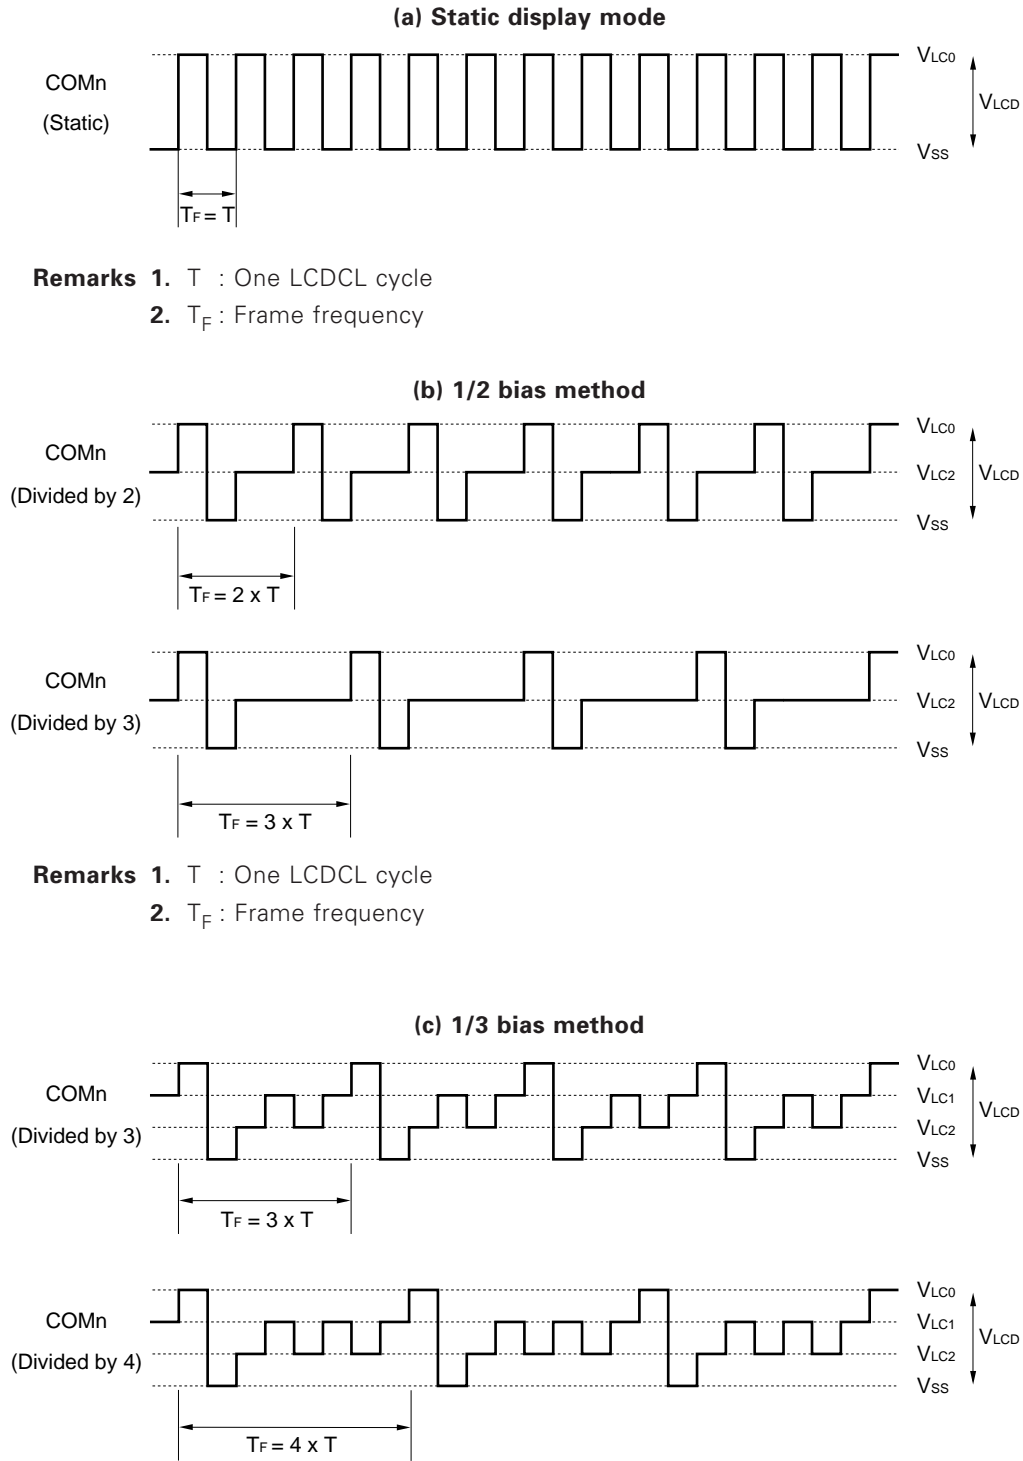 (a) Static display mode
COMn
(Static)
VLC0
VLCD
VSS
TF = T
Remarks 1. T : One LCDCL cycle
2. TF : Frame frequency
(b) 1/2 bias method
COMn
(Divided by 2)
VLC0
VLC2
VLCD
VSS
TF = 2 x T
COMn
(Divided by 3)
VLC0
VLC2
VLCD
VSS
TF = 3 x T
Remarks 1. T : One LCDCL cycle
2. TF : Frame frequency
(c) 1/3 bias method
COMn
(Divided by 3)
VLC0
VLC1
VLCD
VLC2
VSS
TF = 3 x T
COMn
(Divided by 4)
VLC0
VLC1
VLCD
VLC2
VSS
TF = 4 x T